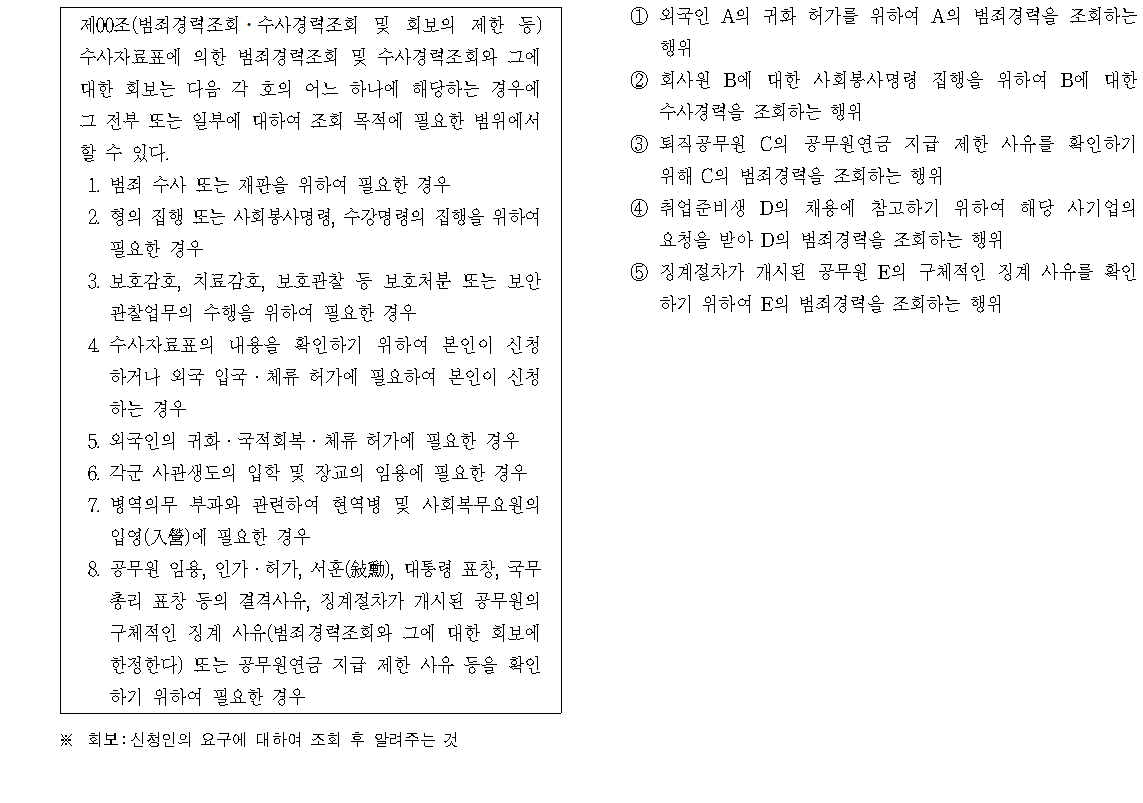 제00조(범죄경력조회·수사경력조회 및 회보의 제한 등)
수사자료표에 의한 범죄경력조회 및 수사경력조회와 그에
대한 회보는 다음 각 호의 어느 하나에 해당하는 경우에
그 전부 또는 일부에 대하여 조회 목적에 필요한 범위에서
할 수 있다.
1. 범죄 수사 또는 재판을 위하여 필요한 경우
2. 형의 집행 또는 사회봉사명령, 수강명령의 집행을 위하여
필요한 경우
3. 보호감호, 치료감호, 보호관찰 등 보호처분 또는 보안
관찰업무의 수행을 위하여 필요한 경우
4. 수사자료표의 내용을 확인하기 위하여 본인이 신청
하거나 외국 입국·체류 허가에 필요하여 본인이 신청
하는 경우
5. 외국인의 귀화·국적회복·체류 허가에 필요한 경우
6. 각군 사관생도의 입학 및 장교의 임용에 필요한 경우
7. 병역의무 부과와 관련하여 현역병 및 사회복무요원의
입영(入營)에 필요한 경우
8. 공무원 임용, 인가·허가, 서훈(敍勳), 대통령 표창, 국무
총리 표창 등의 결격사유, 징계절차가 개시된 공무원의
구체적인 징계 사유(범죄경력조회와 그에 대한 회보에
한정한다) 또는 공무원연금 지급 제한 사유 등을 확인
하기 위하여 필요한 경우
※ 회보:신청인의 요구에 대하여 조회 후 알려주는 것
① 외국인 A의 귀화 허가를 위하여 A의 범죄경력을 조회하는
행위
② 회사원 B에 대한 사회봉사명령 집행을 위하여 B에 대한
수사경력을 조회하는 행위
③ 퇴직공무원 C의 공무원연금 지급 제한 사유를 확인하기
위해 C의 범죄경력을 조회하는 행위
④ 취업준비생 D의 채용에 참고하기 위하여 해당 사기업의
요청을 받아 D의 범죄경력을 조회하는 행위
⑤ 징계절차가 개시된 공무원 E의 구체적인 징계 사유를 확인
하기 위하여 E의 범죄경력을 조회하는 행위